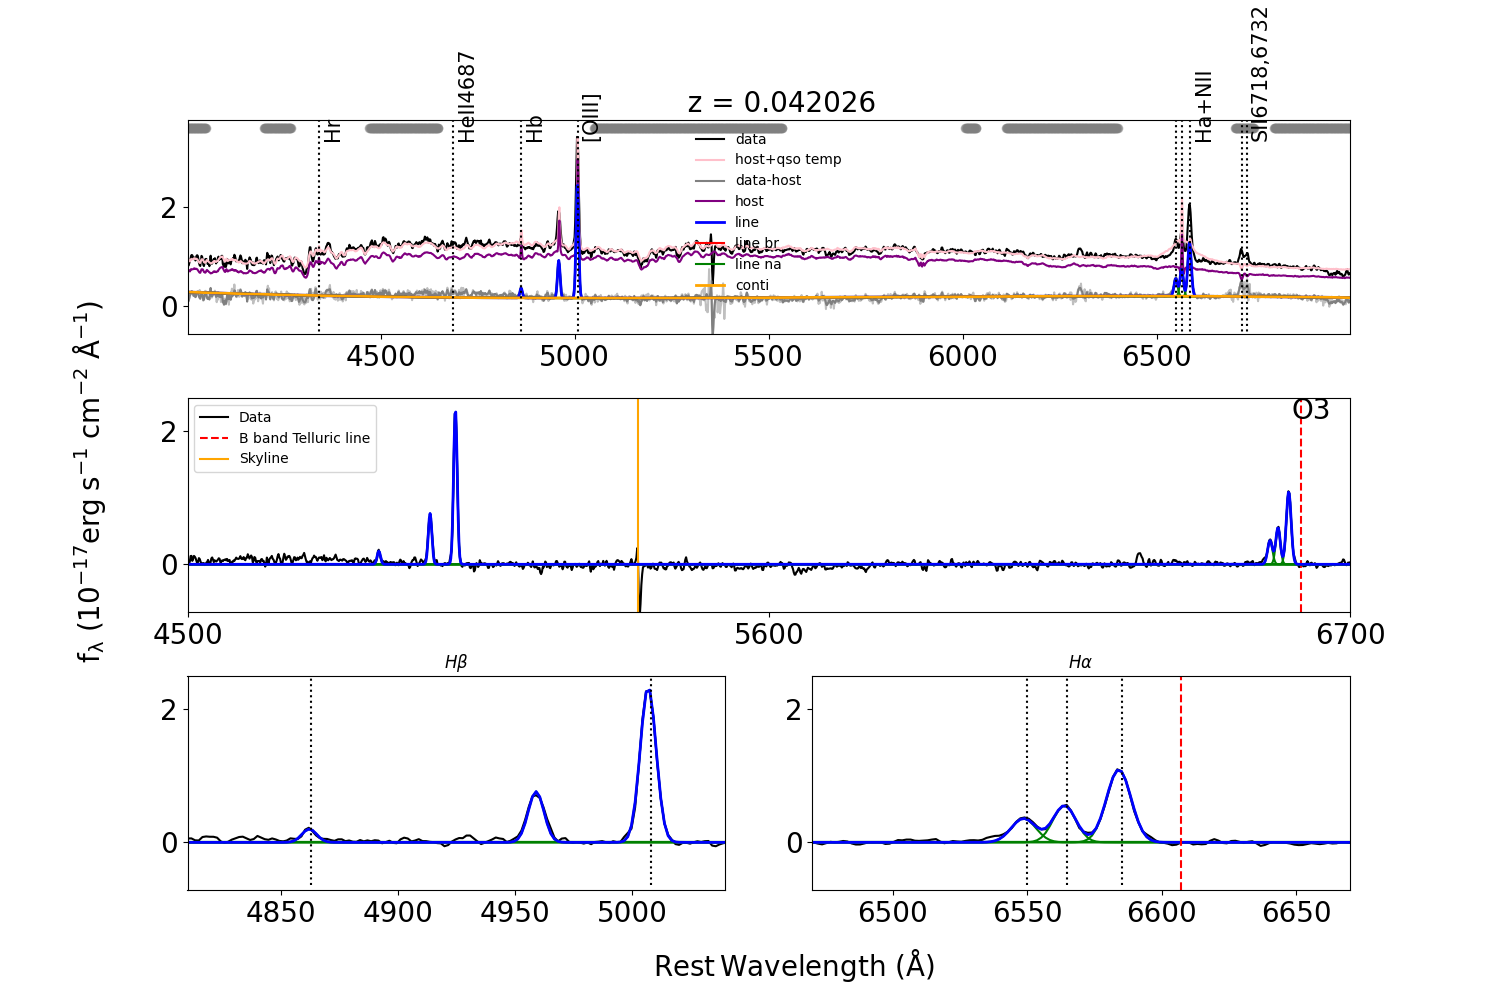 z = 0.042026
Hr
HeII4687
Hb
[OIII]
Ha+NII
SII6718,6732
data
host+qso temp
data-host
host
line
line br
line na
conti
2
0
4500 5000 5500 6000 6500
fλ (10⁻¹⁷erg s⁻¹ cm⁻² Å⁻¹)
Data
B band Telluric line
Skyline
O3
2
0
4500 5600 6700
Hβ
2
0
4850 4900 4950 5000
Hα
2
0
6500 6550 6600 6650
Rest Wavelength (Å)